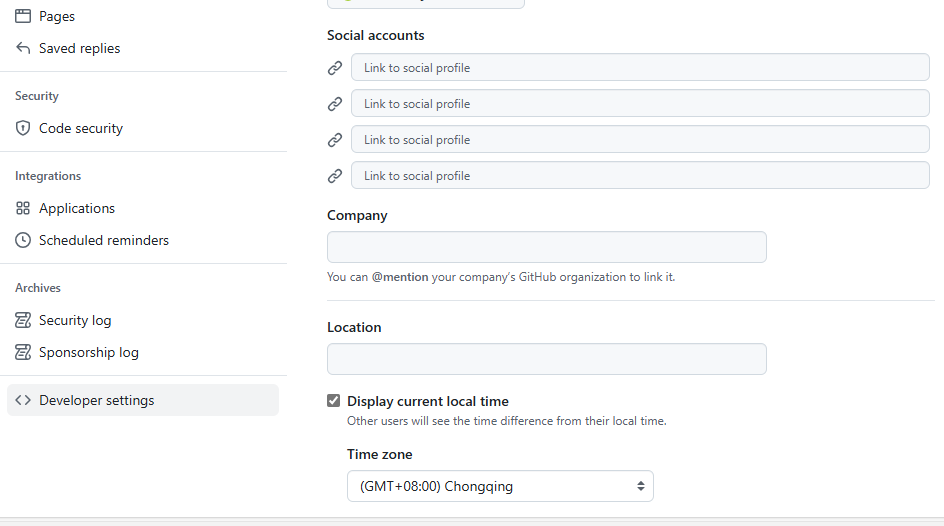 Pages
Saved replies
Security
Code security
Integrations
Applications
Scheduled reminders
Archives
Security log
Sponsorship log
Developer settings
Social accounts
Link to social profile
Link to social profile
Link to social profile
Link to social profile
Company
You can @mention your company’s GitHub organization to link it.
Location
Display current local time
Other users will see the time difference from their local time.
Time zone
(GMT+08:00) Chongqing